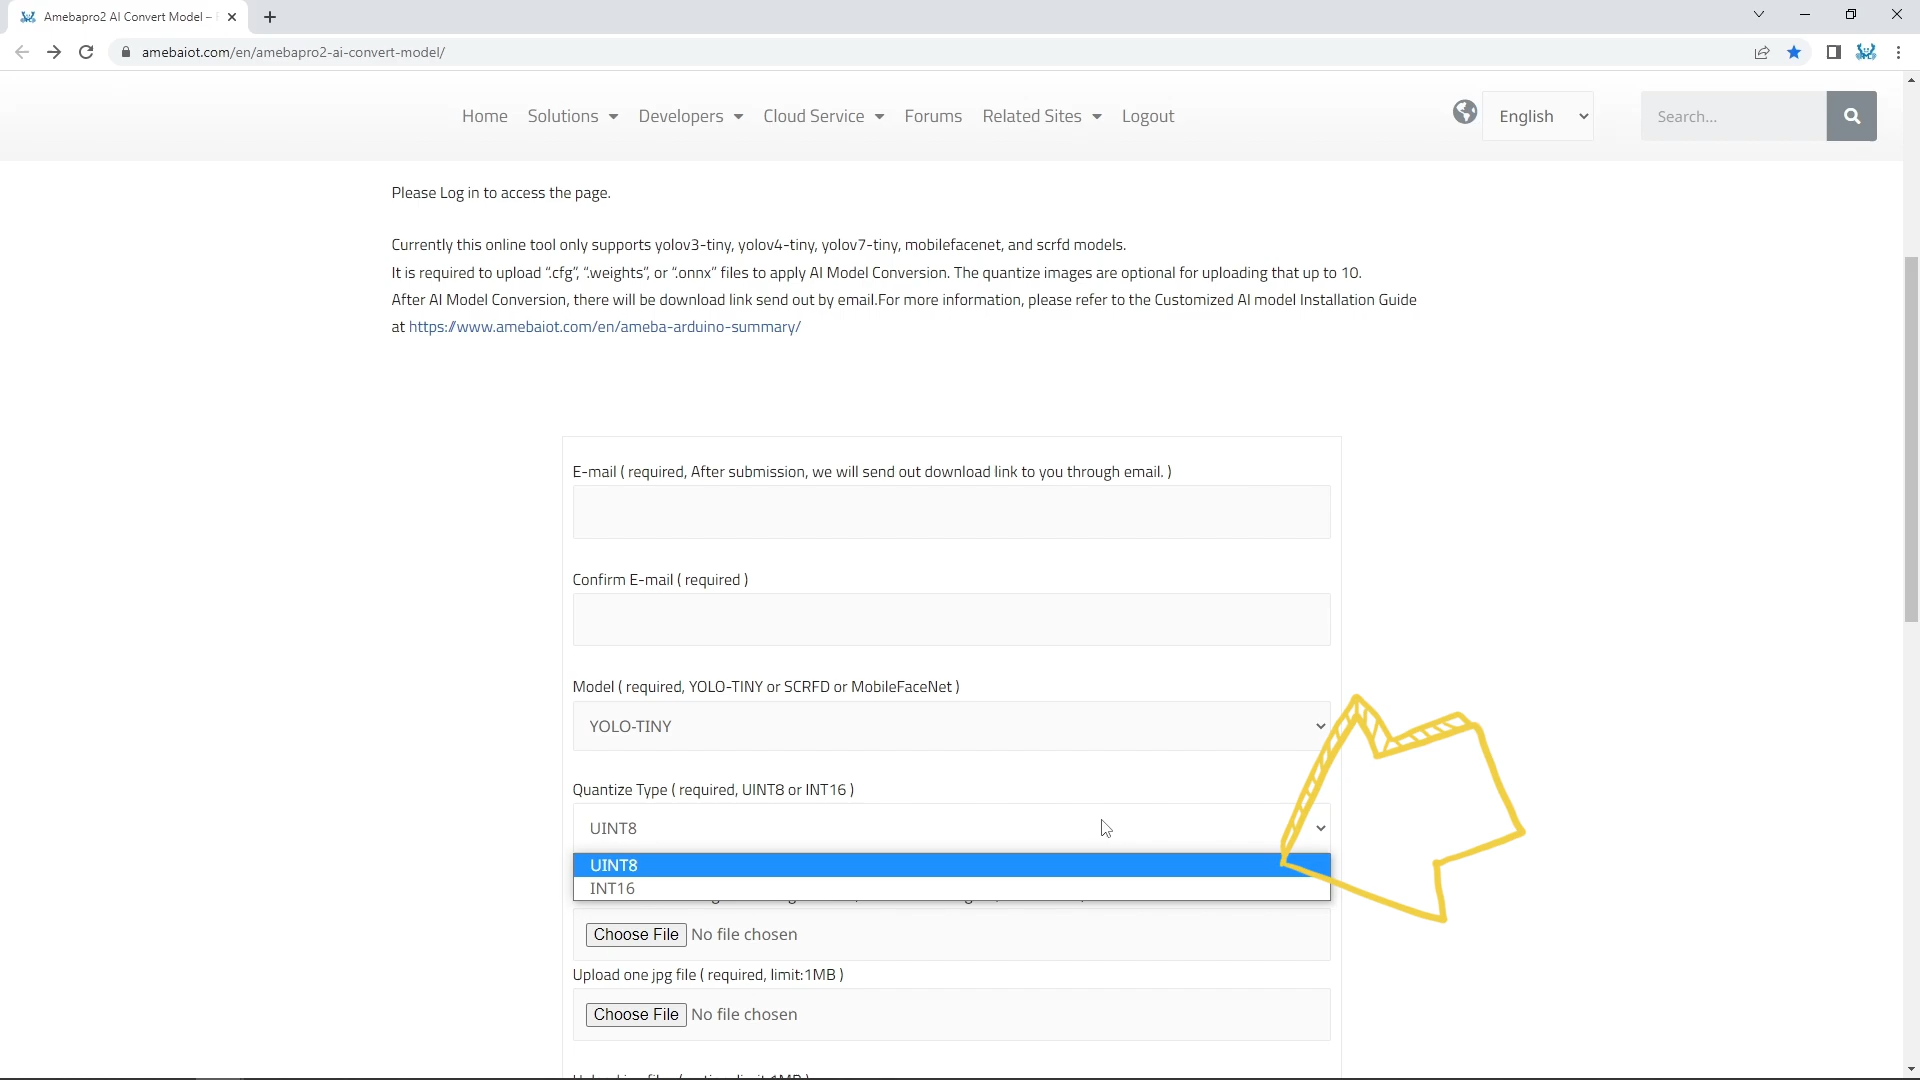 Amebapro2 AI Convert Model –
amebaiot.com/en/amebapro2-ai-convert-model/
Home Solutions Developers Cloud Service Forums Related Sites Logout English Search...
Please Log in to access the page.
Currently this online tool only supports yolov3-tiny, yolov4-tiny, yolov7-tiny, mobilefacenet, and scrfd models.
It is required to upload “.cfg”, “.weights”, or “.onnx” files to apply AI Model Conversion. The quantize images are optional for uploading that up to 10.
After AI Model Conversion, there will be download link send out by email.For more information, please refer to the Customized AI model Installation Guide
at https://www.amebaiot.com/en/ameba-arduino-summary/
E-mail ( required, After submission, we will send out download link to you through email. )
Confirm E-mail ( required )
Model ( required, YOLO-TINY or SCRFD or MobileFaceNet )
YOLO-TINY
Quantize Type ( required, UINT8 or INT16 )
UINT8
UINT8
INT16
Choose File No file chosen
Upload one jpg file ( required, limit:1MB )
Choose File No file chosen